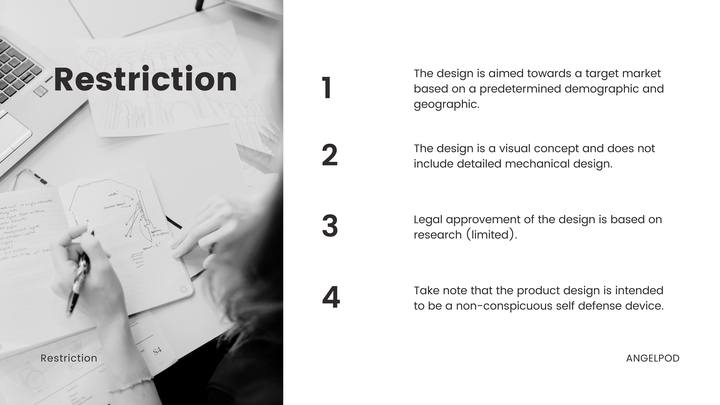 Restriction
1
The design is aimed towards a target market
based on a predetermined demographic and
geographic.
2
The design is a visual concept and does not
include detailed mechanical design.
3
Legal approvement of the design is based on
research (limited).
4
Take note that the product design is intended
to be a non-conspicuous self defense device.
Restriction
ANGELPOD